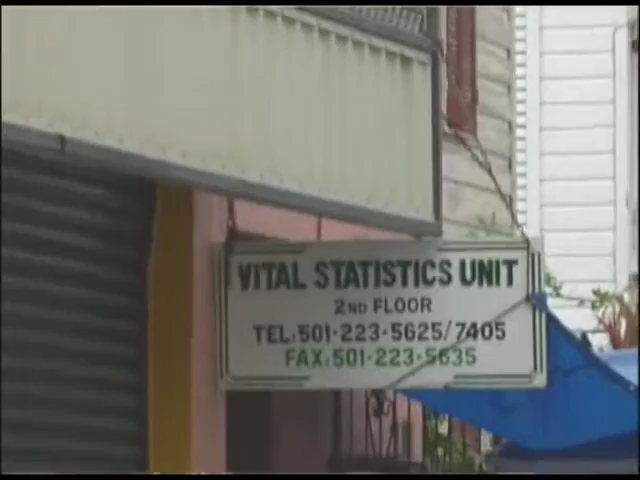 VITAL STATISTICS UNIT
2ND FLOOR
TEL: 501-223-5625/7405
FAX: 501-223-5635